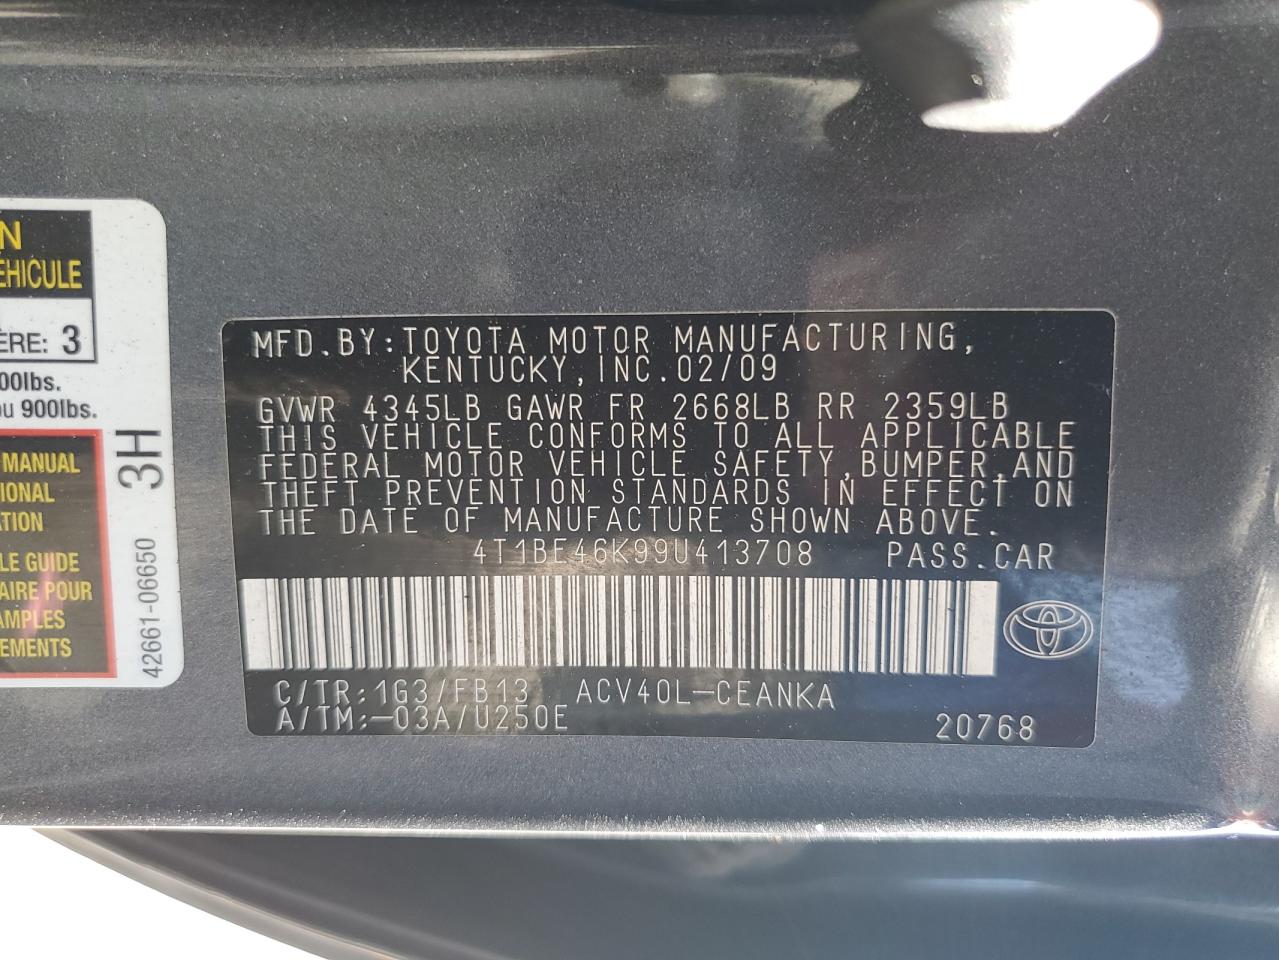 N
EHICULE
ÈRE: 3
00lbs.
ou 900lbs.
MANUAL
IONAL
ATION
LE GUIDE
AIRE POUR
AMPLES
EMENTS
3H
42661-06650
MFD.BY:TOYOTA MOTOR MANUFACTURING,
KENTUCKY,INC.02/09
GVWR 4345LB GAWR FR 2668LB RR 2359LB
THIS VEHICLE CONFORMS TO ALL APPLICABLE
FEDERAL MOTOR VEHICLE SAFETY,BUMPER,AND
THEFT PREVENTION STANDARDS IN EFFECT ON
THE DATE OF MANUFACTURE SHOWN ABOVE.
4T1BE46K99U413708 PASS.CAR
C/TR:1G3/FB13 ACV40L-CEANKA
A/TM:-03A/U250E 20768